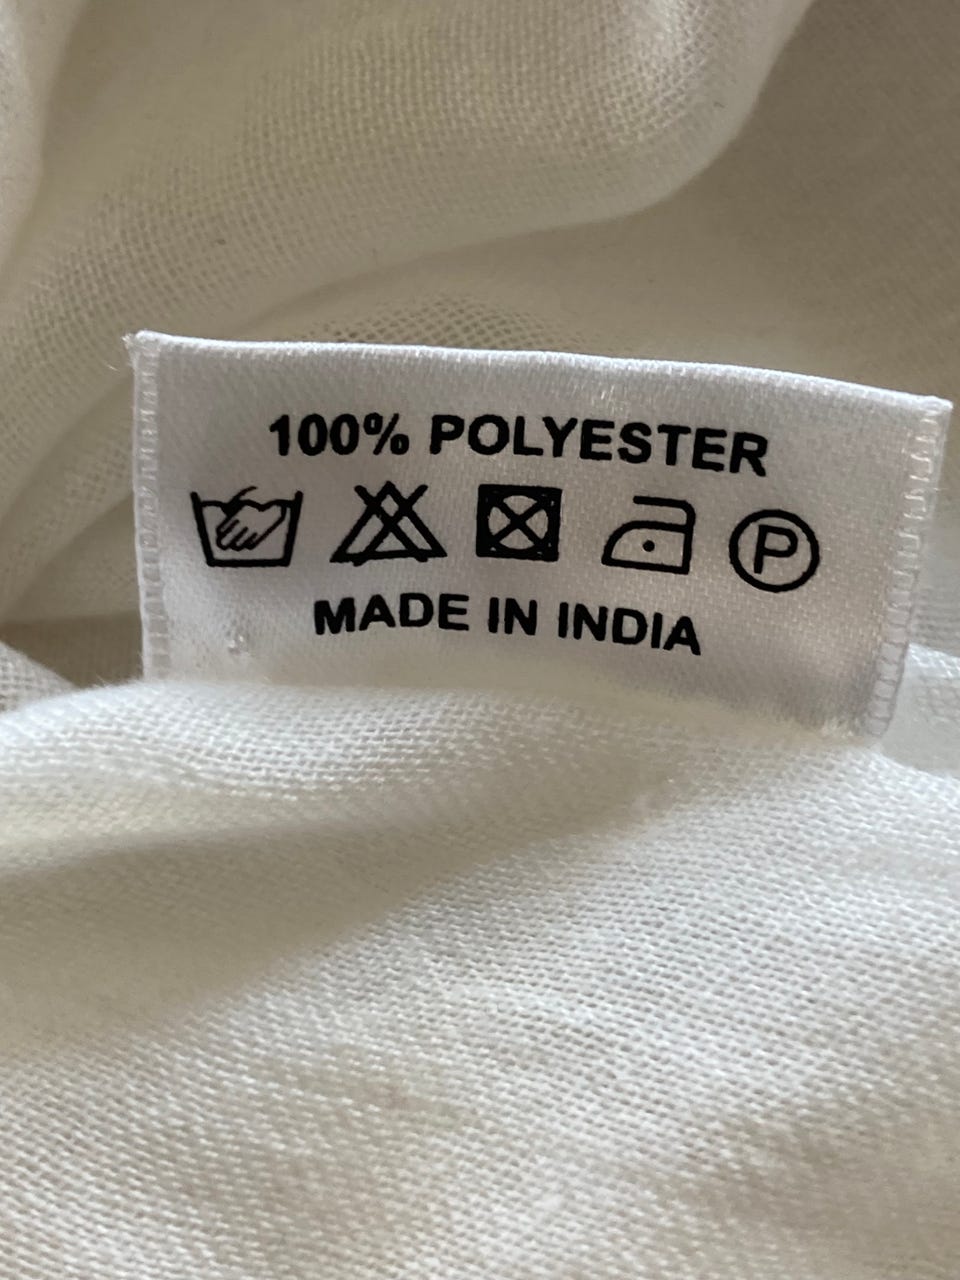 100% POLYESTER
P
MADE IN INDIA